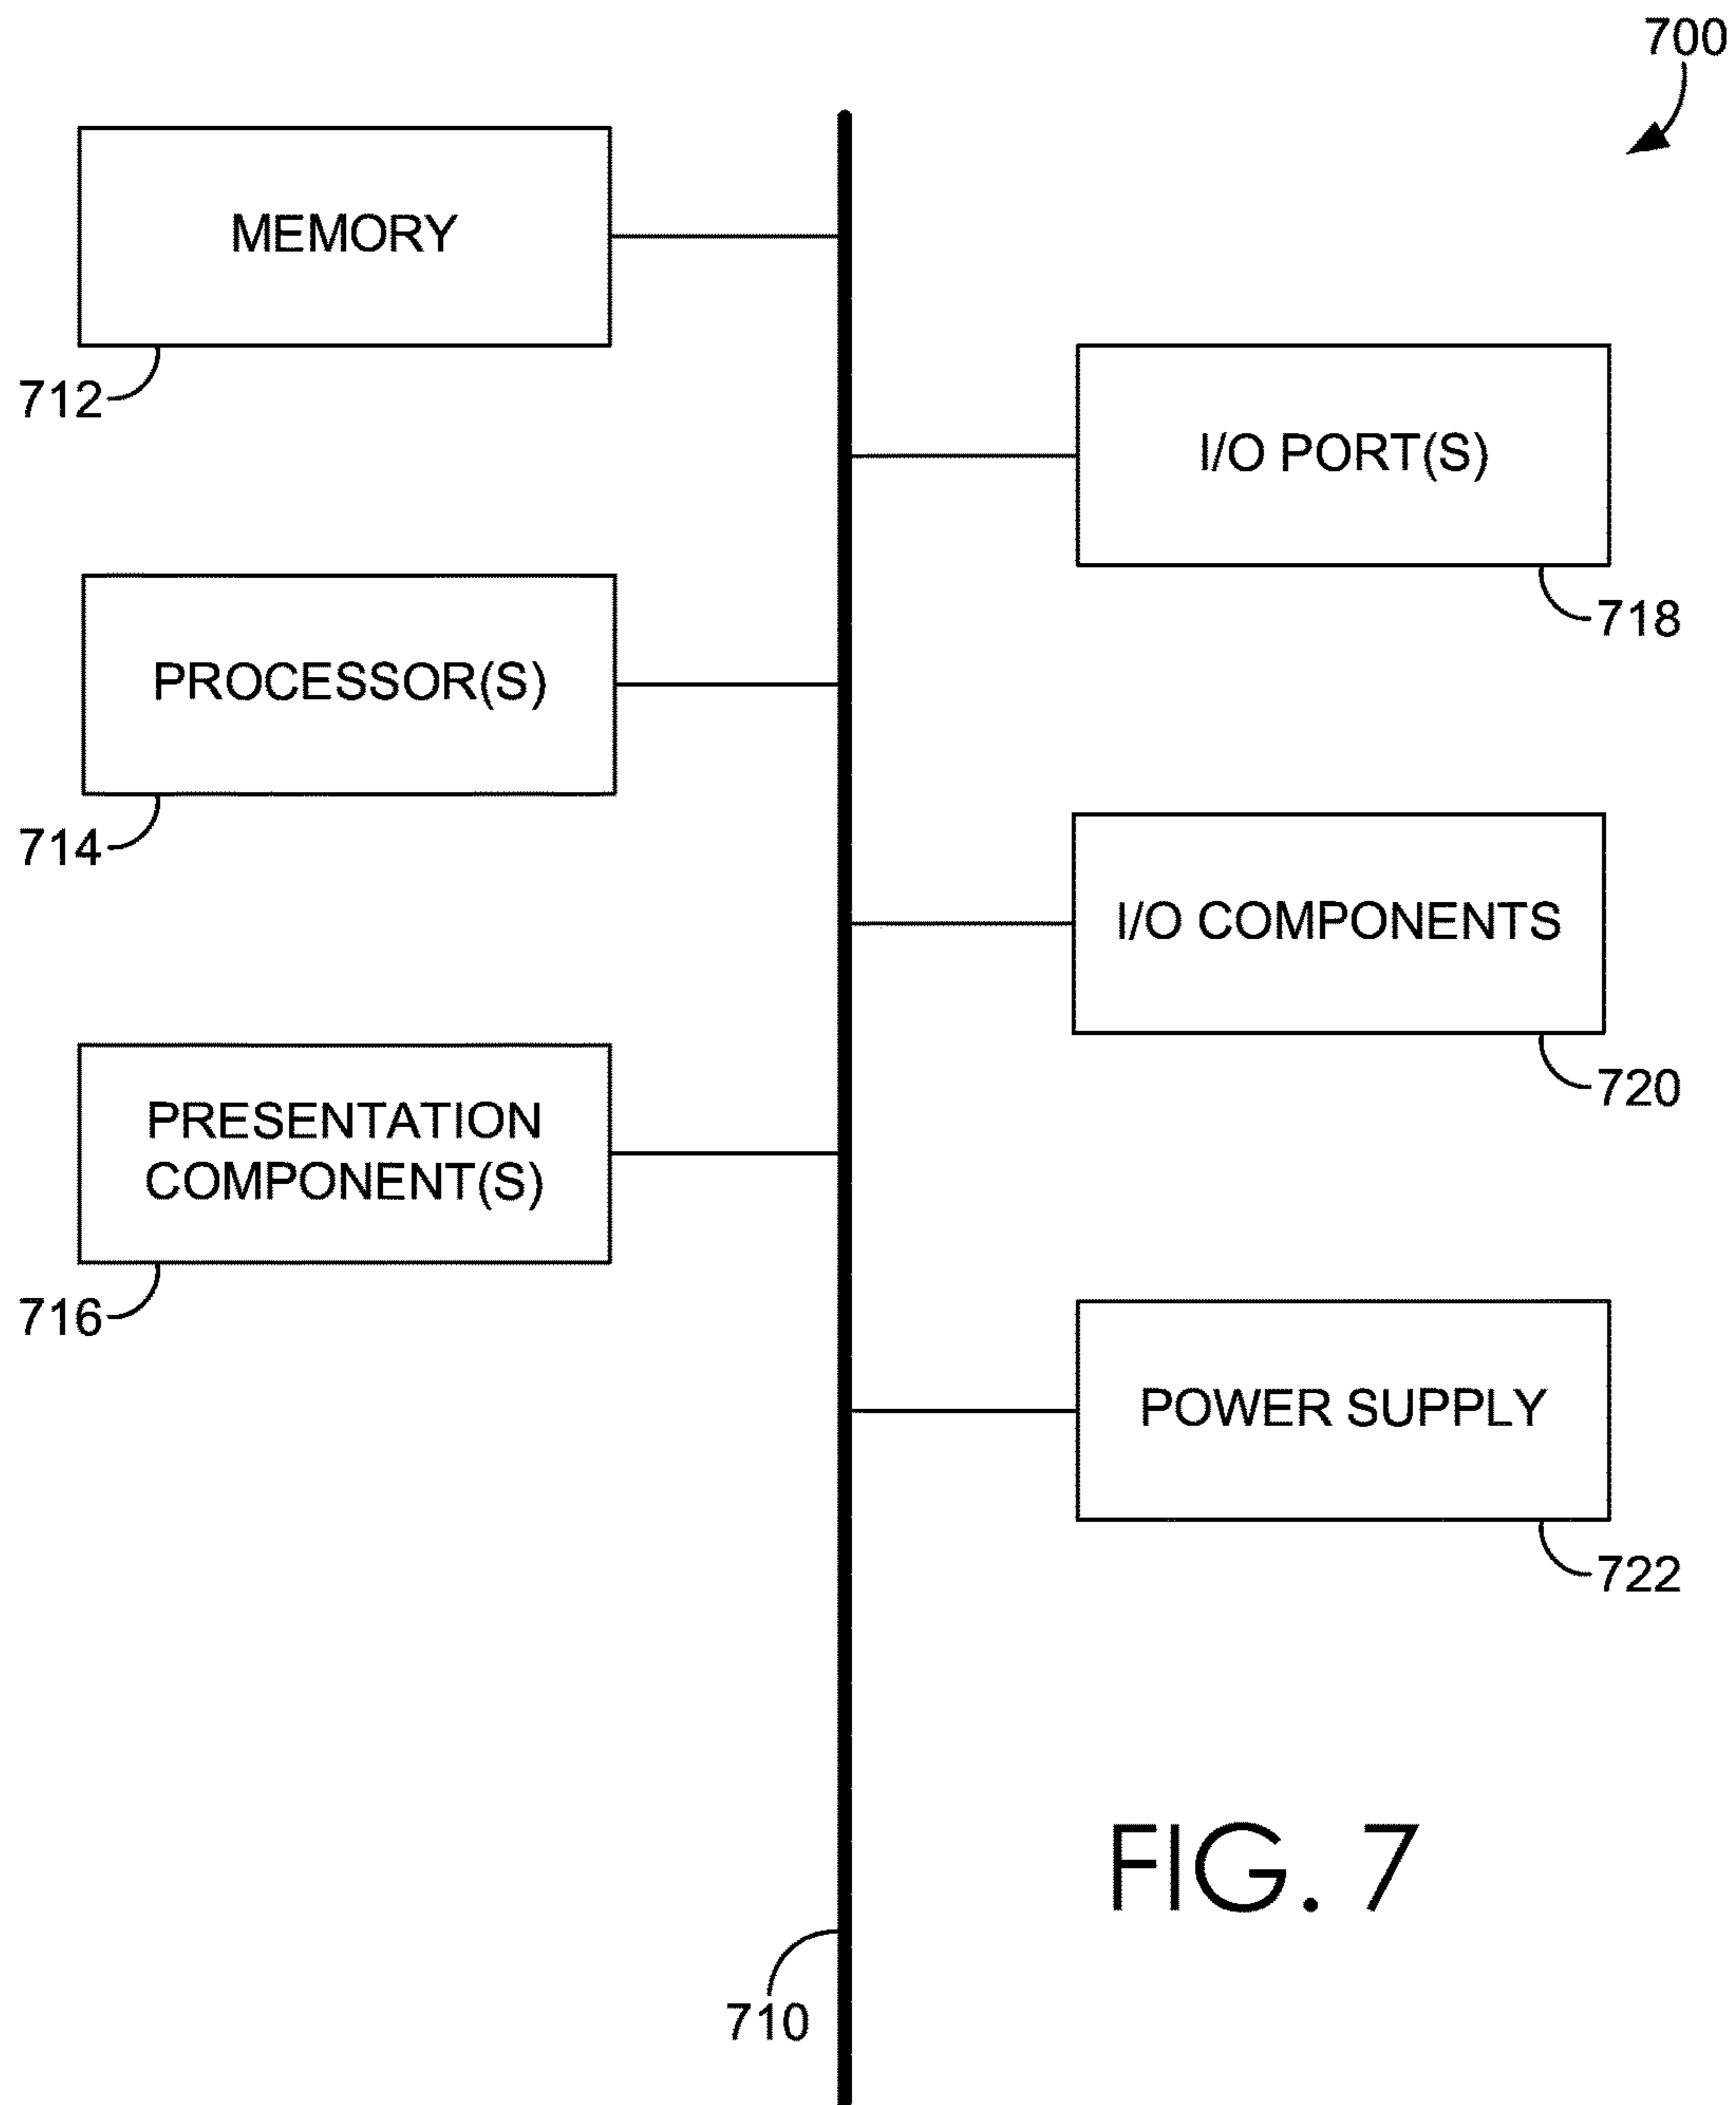 700
MEMORY
712
I/O PORT(S)
718
PROCESSOR(S)
714
I/O COMPONENTS
720
PRESENTATION
COMPONENT(S)
716
POWER SUPPLY
722
FIG. 7
710